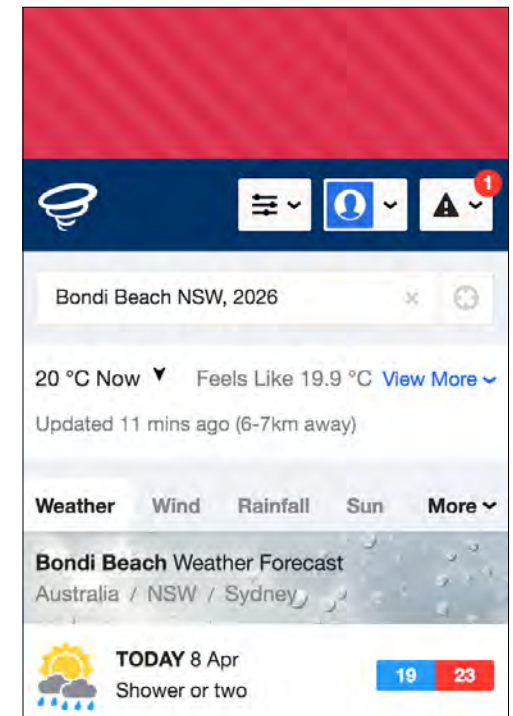 1
Bondi Beach NSW, 2026
20 °C Now Feels Like 19.9 °C View More
Updated 11 mins ago (6-7km away)
Weather Wind Rainfall Sun More
Bondi Beach Weather Forecast
Australia / NSW / Sydney
TODAY 8 Apr
Shower or two
19 23